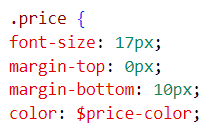 .price {
font-size: 17px;
margin-top: 0px;
margin-bottom: 10px;
color: $price-color;